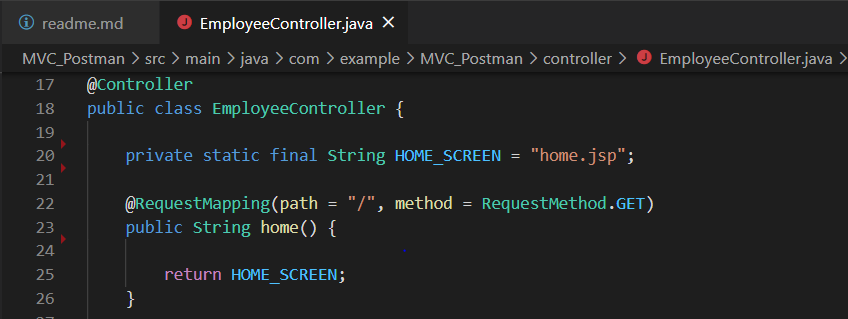 readme.md EmployeeController.java
MVC_Postman > src > main > java > com > example > MVC_Postman > controller > EmployeeController.java >
17 @Controller
18 public class EmployeeController {
19
20 private static final String HOME_SCREEN = "home.jsp";
21
22 @RequestMapping(path = "/", method = RequestMethod.GET)
23 public String home() {
24
25 return HOME_SCREEN;
26 }